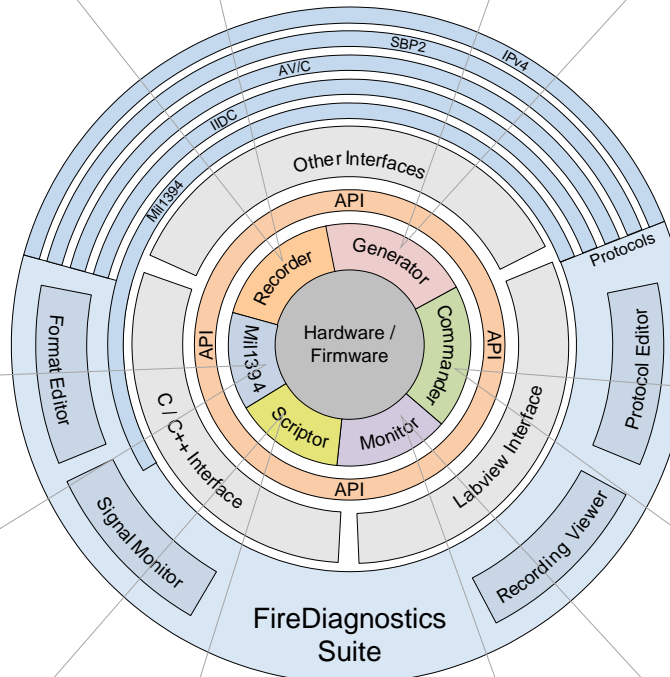 SBP2
IPv4
AV/C
IIDC
Mil1394
Other Interfaces
Protocols
API
Recorder
Generator
Format Editor
API
Mil1394
Hardware /
Firmware
Commander
API
Protocol Editor
C / C++ Interface
Scriptor
Monitor
Labview Interface
API
Signal Monitor
Recording Viewer
FireDiagnostics
Suite